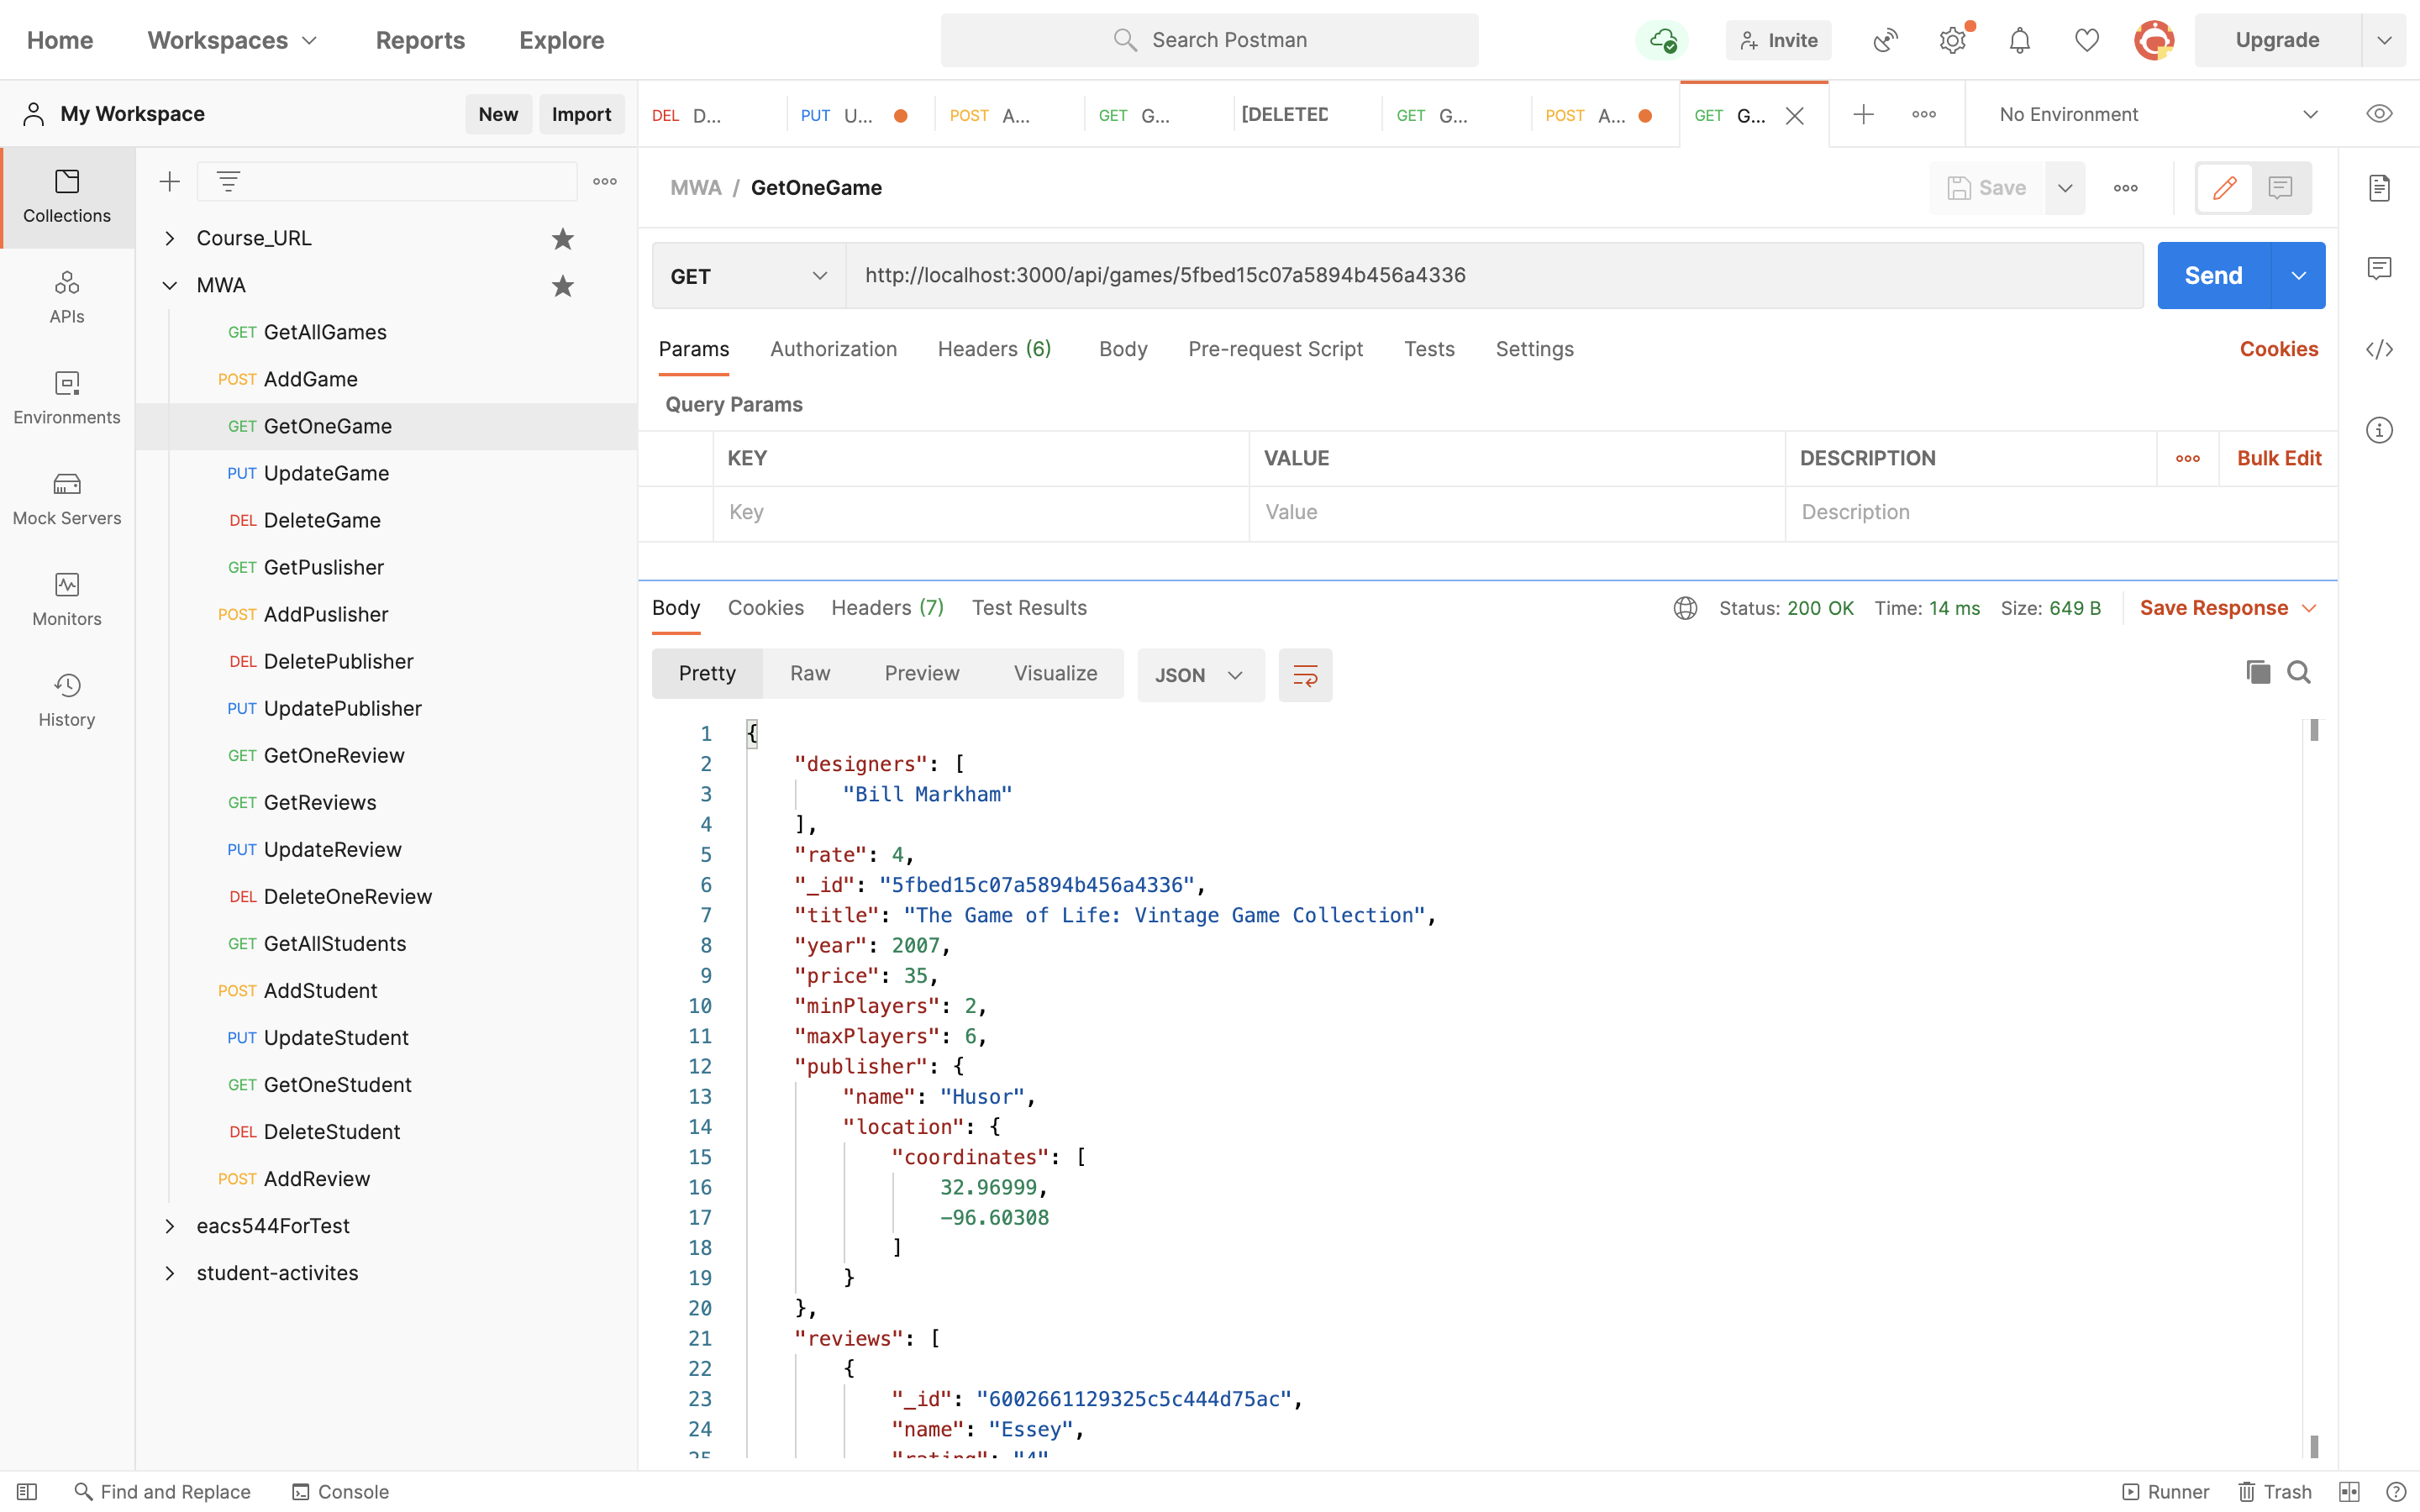 Home Workspaces Reports Explore Search Postman Invite Upgrade
My Workspace New Import
DEL D... PUT U... POST A... GET G... [DELETED GET G... POST A... GET G... No Environment
Collections
APIs
Environments
Mock Servers
Monitors
History
Course_URL
MWA
GET GetAllGames
POST AddGame
GET GetOneGame
PUT UpdateGame
DEL DeleteGame
GET GetPuslisher
POST AddPuslisher
DEL DeletePublisher
PUT UpdatePublisher
GET GetOneReview
GET GetReviews
PUT UpdateReview
DEL DeleteOneReview
GET GetAllStudents
POST AddStudent
PUT UpdateStudent
GET GetOneStudent
DEL DeleteStudent
POST AddReview
eacs544ForTest
student-activites
MWA / GetOneGame Save
GET http://localhost:3000/api/games/5fbed15c07a5894b456a4336 Send
Params Authorization Headers (6) Body Pre-request Script Tests Settings Cookies
Query Params
KEY VALUE DESCRIPTION Bulk Edit
Key Value Description
Body Cookies Headers (7) Test Results Status: 200 OK Time: 14 ms Size: 649 B Save Response
Pretty Raw Preview Visualize JSON
1 {
2 "designers": [
3 "Bill Markham"
4 ],
5 "rate": 4,
6 "_id": "5fbed15c07a5894b456a4336",
7 "title": "The Game of Life: Vintage Game Collection",
8 "year": 2007,
9 "price": 35,
10 "minPlayers": 2,
11 "maxPlayers": 6,
12 "publisher": {
13 "name": "Husor",
14 "location": {
15 "coordinates": [
16 32.96999,
17 -96.60308
18 ]
19 }
20 },
21 "reviews": [
22 {
23 "_id": "6002661129325c5c444d75ac",
24 "name": "Essey",
25 "rating": "4"
Find and Replace Console Runner Trash